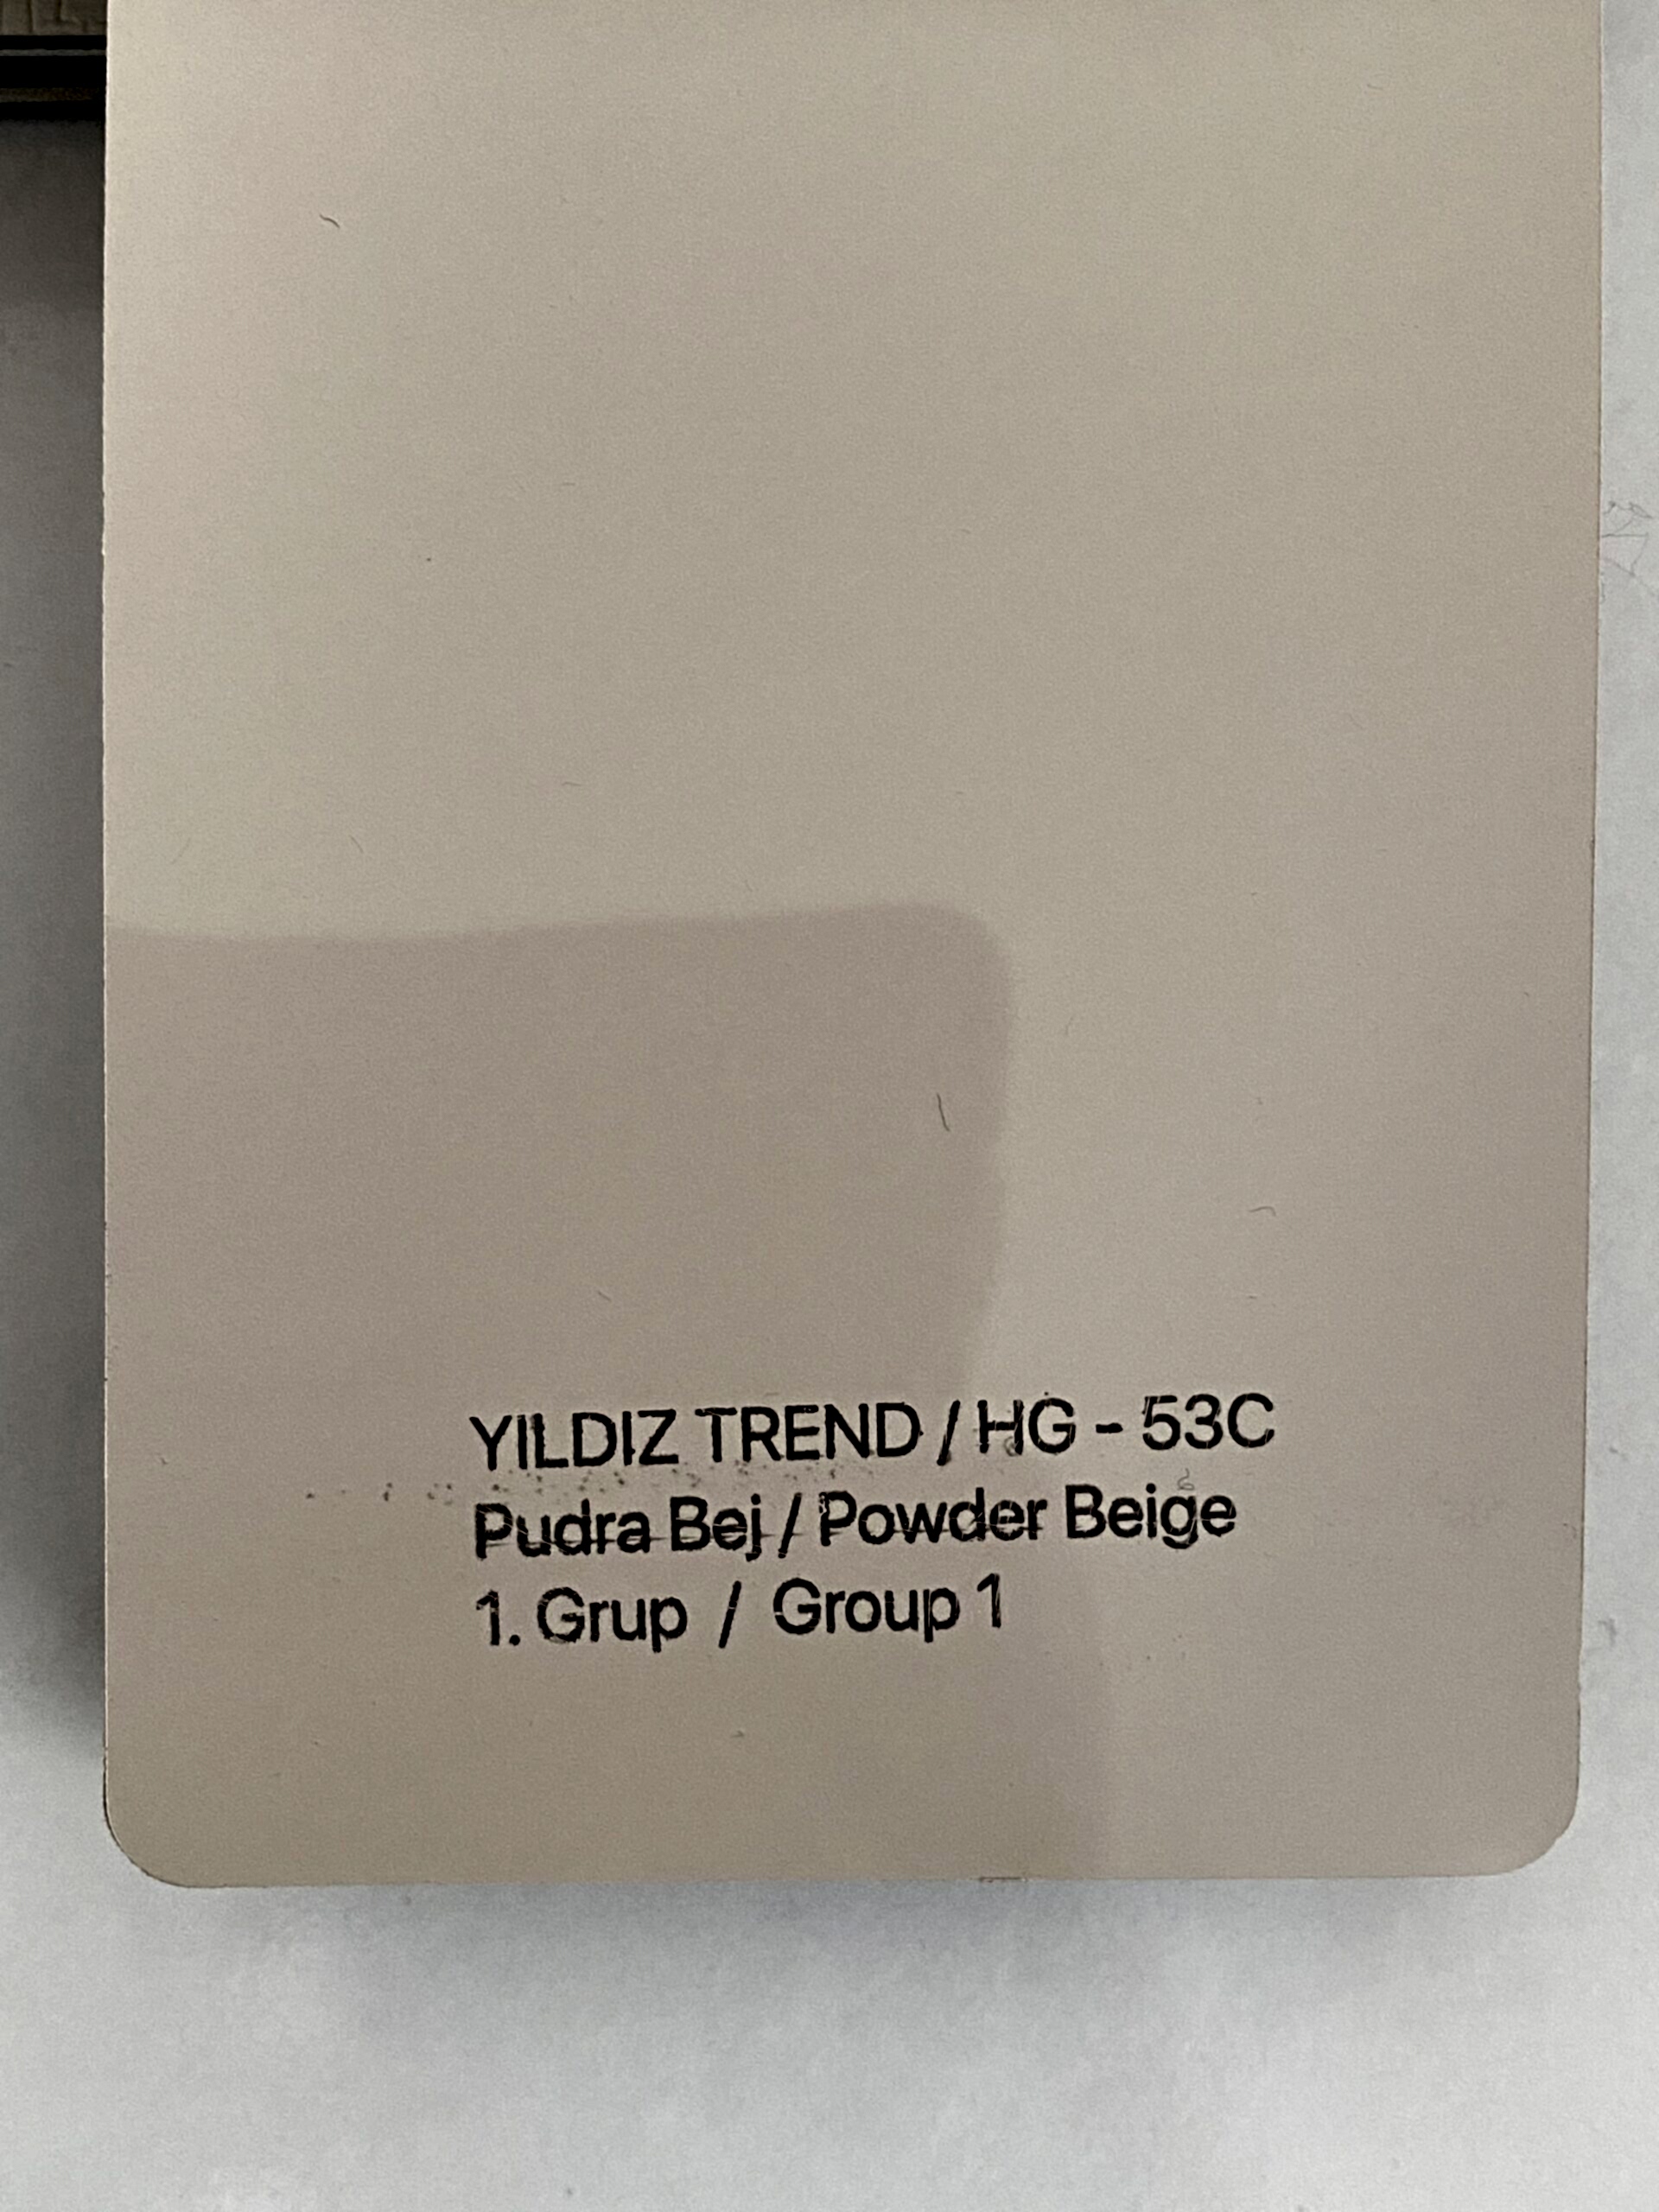 YILDIZ TREND / HG - 53C
Pudra Bej / Powder Beige
1. Grup / Group 1